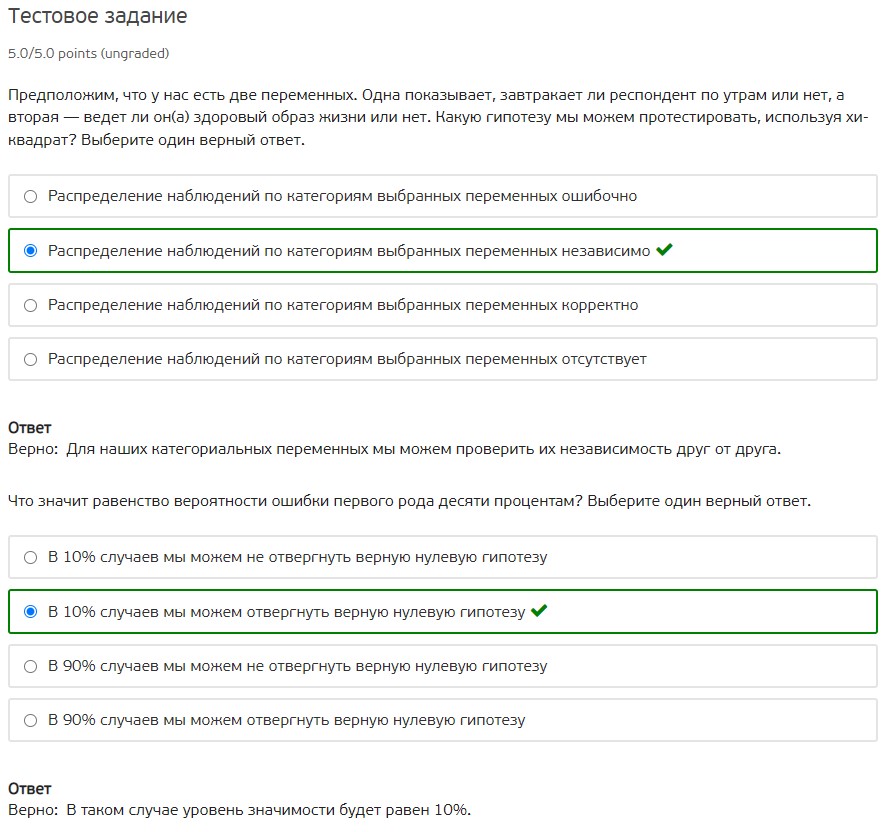 Тестовое задание
5.0/5.0 points (ungraded)
Предположим, что у нас есть две переменных. Одна показывает, завтракает ли респондент по утрам или нет, а
вторая — ведет ли он(а) здоровый образ жизни или нет. Какую гипотезу мы можем протестировать, используя хи-
квадрат? Выберите один верный ответ.
Распределение наблюдений по категориям выбранных переменных ошибочно
Распределение наблюдений по категориям выбранных переменных независимо
Распределение наблюдений по категориям выбранных переменных корректно
Распределение наблюдений по категориям выбранных переменных отсутствует
Ответ
Верно: Для наших категориальных переменных мы можем проверить их независимость друг от друга.
Что значит равенство вероятности ошибки первого рода десяти процентам? Выберите один верный ответ.
В 10% случаев мы можем не отвергнуть верную нулевую гипотезу
В 10% случаев мы можем отвергнуть верную нулевую гипотезу
В 90% случаев мы можем не отвергнуть верную нулевую гипотезу
В 90% случаев мы можем отвергнуть верную нулевую гипотезу
Ответ
Верно: В таком случае уровень значимости будет равен 10%.